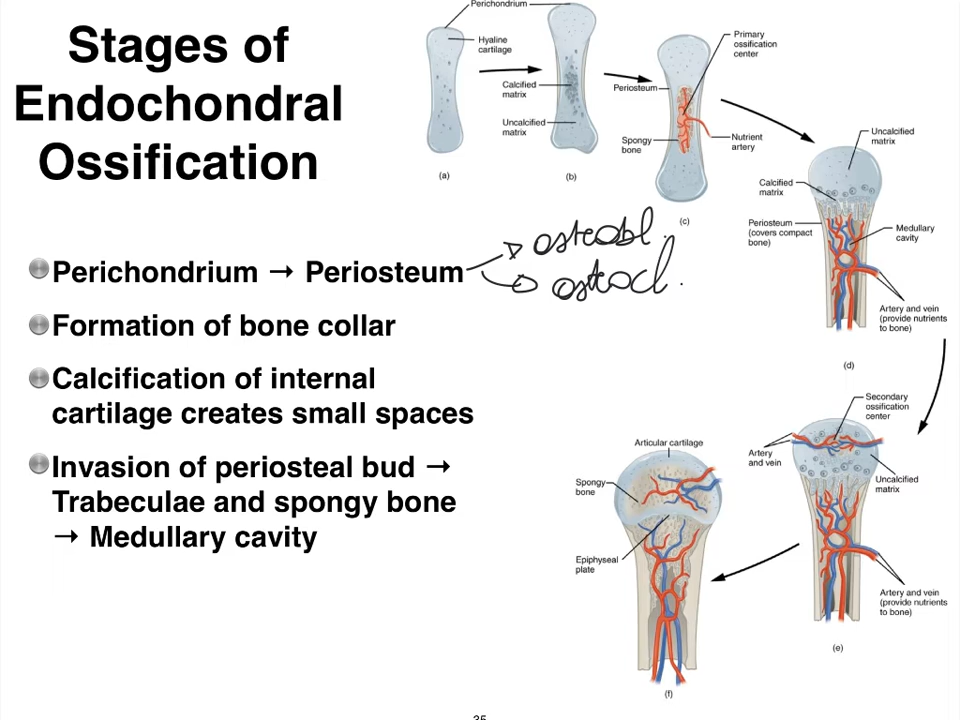 Stages of
Endochondral
Ossification
Perichondrium → Periosteum
osteobl.
osteocl.
Formation of bone collar
Calcification of internal
cartilage creates small spaces
Invasion of periosteal bud →
Trabeculae and spongy bone
→ Medullary cavity
Perichondrium
Hyaline
cartilage
(a)
Calcified
matrix
Uncalcified
matrix
(b)
Primary
ossification
center
Periosteum
Spongy
bone
Nutrient
artery
(c)
Uncalcified
matrix
Calcified
matrix
Periosteum
(covers compact
bone)
Medullary
cavity
Artery and vein
(provide nutrients
to bone)
(d)
Secondary
ossification
center
Artery
and vein
Uncalcified
matrix
Artery and vein
(provide nutrients
to bone)
(e)
Articular cartilage
Spongy
bone
Epiphyseal
plate
(f)
35